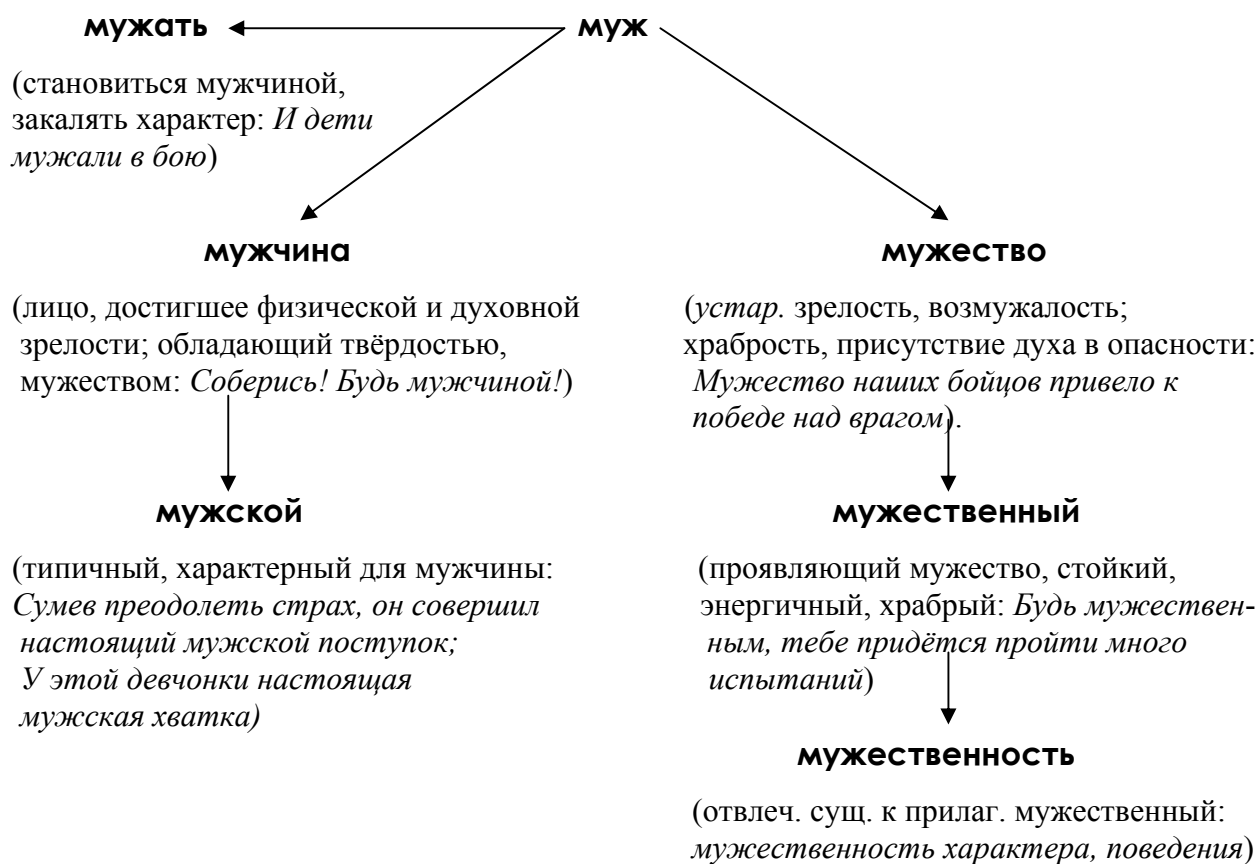 мужать муж
(становиться мужчиной,
закалять характер: И дети
мужали в бою)
мужчина
(лицо, достигшее физической и духовной
зрелости; обладающий твёрдостью,
мужеством: Соберись! Будь мужчиной!)
мужской
(типичный, характерный для мужчины:
Сумев преодолеть страх, он совершил
настоящий мужской поступок;
У этой девчонки настоящая
мужская хватка)
мужество
(устар. зрелость, возмужалость;
храбрость, присутствие духа в опасности:
Мужество наших бойцов привело к
победе над врагом).
мужественный
(проявляющий мужество, стойкий,
энергичный, храбрый: Будь мужествен-
ным, тебе придётся пройти много
испытаний)
мужественность
(отвлеч. сущ. к прилаг. мужественный:
мужественность характера, поведения)